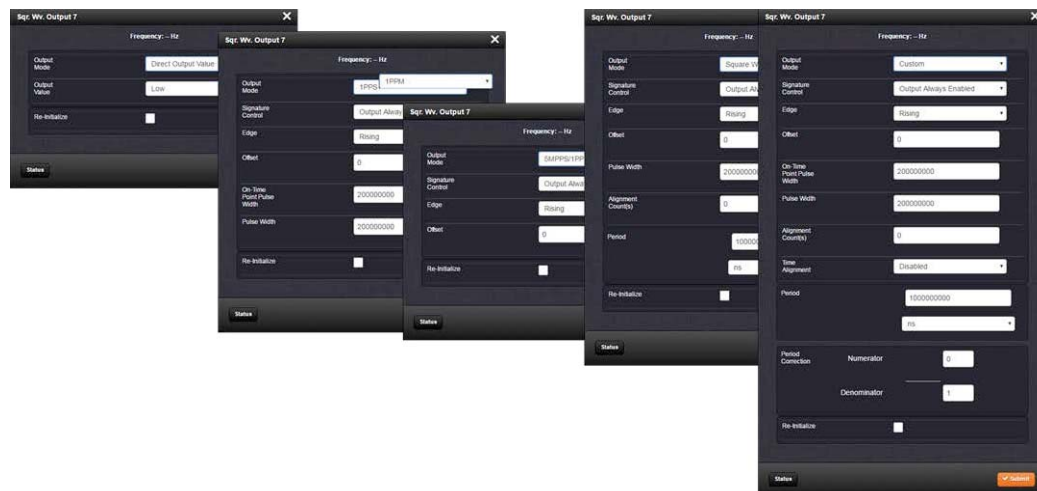 Sqr. Wv. Output 7
Frequency: -- Hz
Output Mode
Direct Output Value
Output Value
Low
Re-Initialize
Status
Sqr. Wv. Output 7
Frequency: -- Hz
Output Mode
1PPS
1PPM
Signature Control
Output Alway
Edge
Rising
Offset
0
On-Time Point Pulse Width
200000000
Pulse Width
200000000
Re-Initialize
Status
Sqr. Wv. Output 7
Frequency: -- Hz
Output Mode
5MPPS/1PP
Signature Control
Output Alwa
Edge
Rising
Offset
0
Re-Initialize
Status
Sqr. Wv. Output 7
Frequency: -- Hz
Output Mode
Square W
Signature Control
Output Al
Edge
Rising
Offset
0
Pulse Width
20000000
Alignment Count(s)
0
Period
10000
ns
Re-Initialize
Status
Sqr. Wv. Output 7
Frequency: -- Hz
Output Mode
Custom
Signature Control
Output Always Enabled
Edge
Rising
Offset
0
On-Time Point Pulse Width
200000000
Pulse Width
200000000
Alignment Count(s)
0
Time Alignment
Disabled
Period
1000000000
ns
Period Correction
Numerator
0
Denominator
1
Re-Initialize
Status
Submit